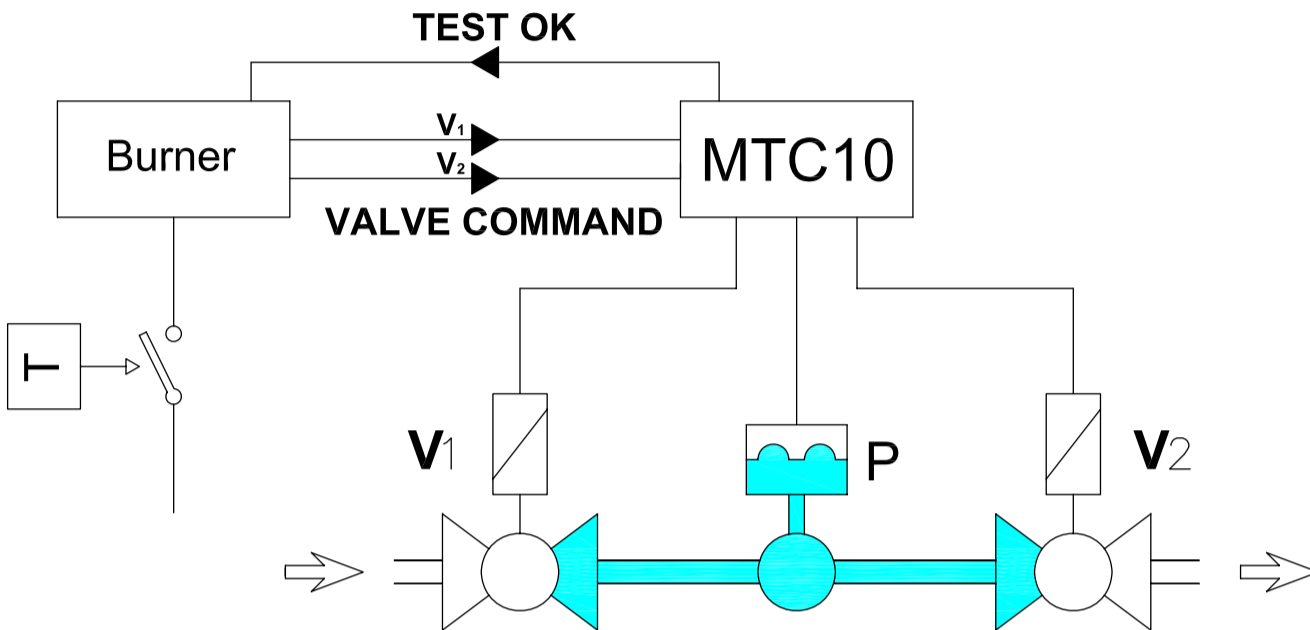 TEST OK
Burner
V₁
V₂
MTC10
VALVE COMMAND
T
V1
P
V2